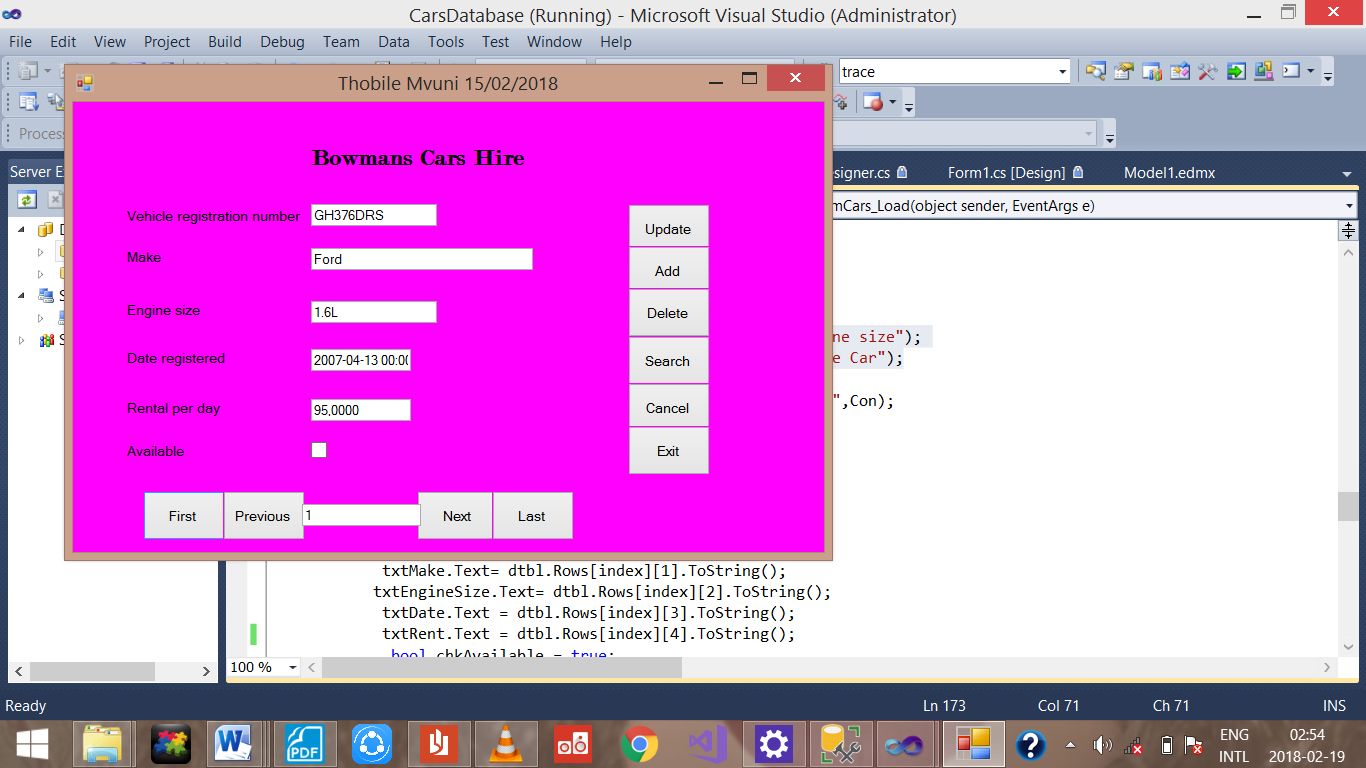 CarsDatabase (Running) - Microsoft Visual Studio (Administrator)
File Edit View Project Build Debug Team Data Tools Test Window Help
trace
Thobile Mvuni 15/02/2018
Process
Bowmans Cars Hire
Server E
esigner.cs Form1.cs [Design] Model1.edmx
mCars_Load(object sender, EventArgs e)
Vehicle registration number GH376DRS
Update
Make Ford
Add
Engine size 1.6L
Delete
ne size");
Date registered 2007-04-13 00:0
Search
e Car");
Rental per day 95,0000
Cancel
",Con);
Available
Exit
First Previous 1 Next Last
txtMake.Text= dtbl.Rows[index][1].ToString();
txtEngineSize.Text= dtbl.Rows[index][2].ToString();
txtDate.Text = dtbl.Rows[index][3].ToString();
txtRent.Text = dtbl.Rows[index][4].ToString();
bool chkAvailable = true;
100 %
Ready Ln 173 Col 71 Ch 71 INS
PDF
ENG
INTL
02:54
2018-02-19